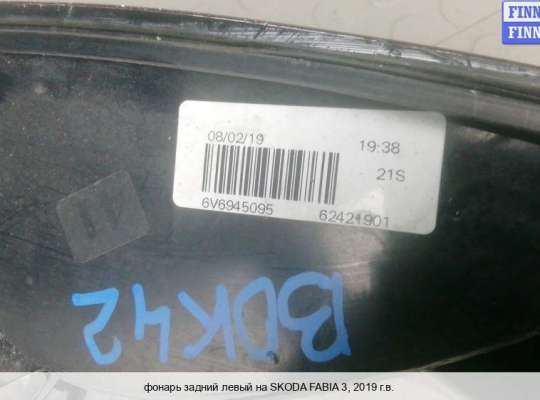 FINN
FINN
08/02/19 19:38
21S
6V6945095 62421901
BDK42
фонарь задний левый на SKODA FABIA 3, 2019 г.в.